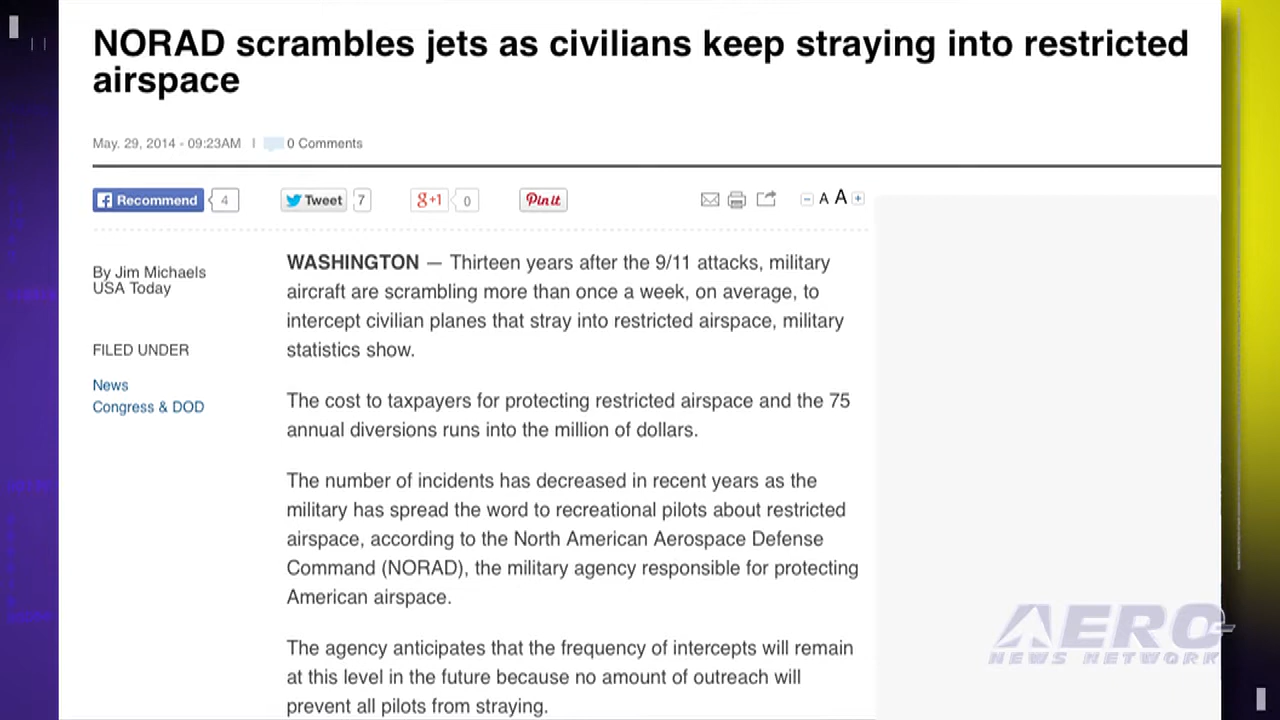 NORAD scrambles jets as civilians keep straying into restricted
airspace
May. 29, 2014 - 09:23AM | 0 Comments
Recommend 4 Tweet 7 g+1 0 Pin it A A
By Jim Michaels
USA Today
FILED UNDER
News
Congress & DOD
WASHINGTON — Thirteen years after the 9/11 attacks, military
aircraft are scrambling more than once a week, on average, to
intercept civilian planes that stray into restricted airspace, military
statistics show.
The cost to taxpayers for protecting restricted airspace and the 75
annual diversions runs into the million of dollars.
The number of incidents has decreased in recent years as the
military has spread the word to recreational pilots about restricted
airspace, according to the North American Aerospace Defense
Command (NORAD), the military agency responsible for protecting
American airspace.
The agency anticipates that the frequency of intercepts will remain
at this level in the future because no amount of outreach will
prevent all pilots from straying.
AERO
NEWS NETWORK